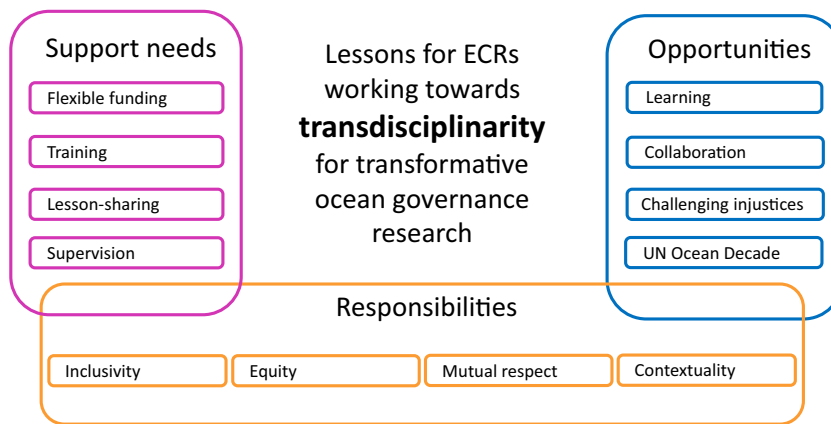 Support needs
Flexible funding
Training
Lesson-sharing
Supervision
Lessons for ECRs
working towards
transdisciplinarity
for transformative
ocean governance
research
Opportunities
Learning
Collaboration
Challenging injustices
UN Ocean Decade
Responsibilities
Inclusivity
Equity
Mutual respect
Contextuality